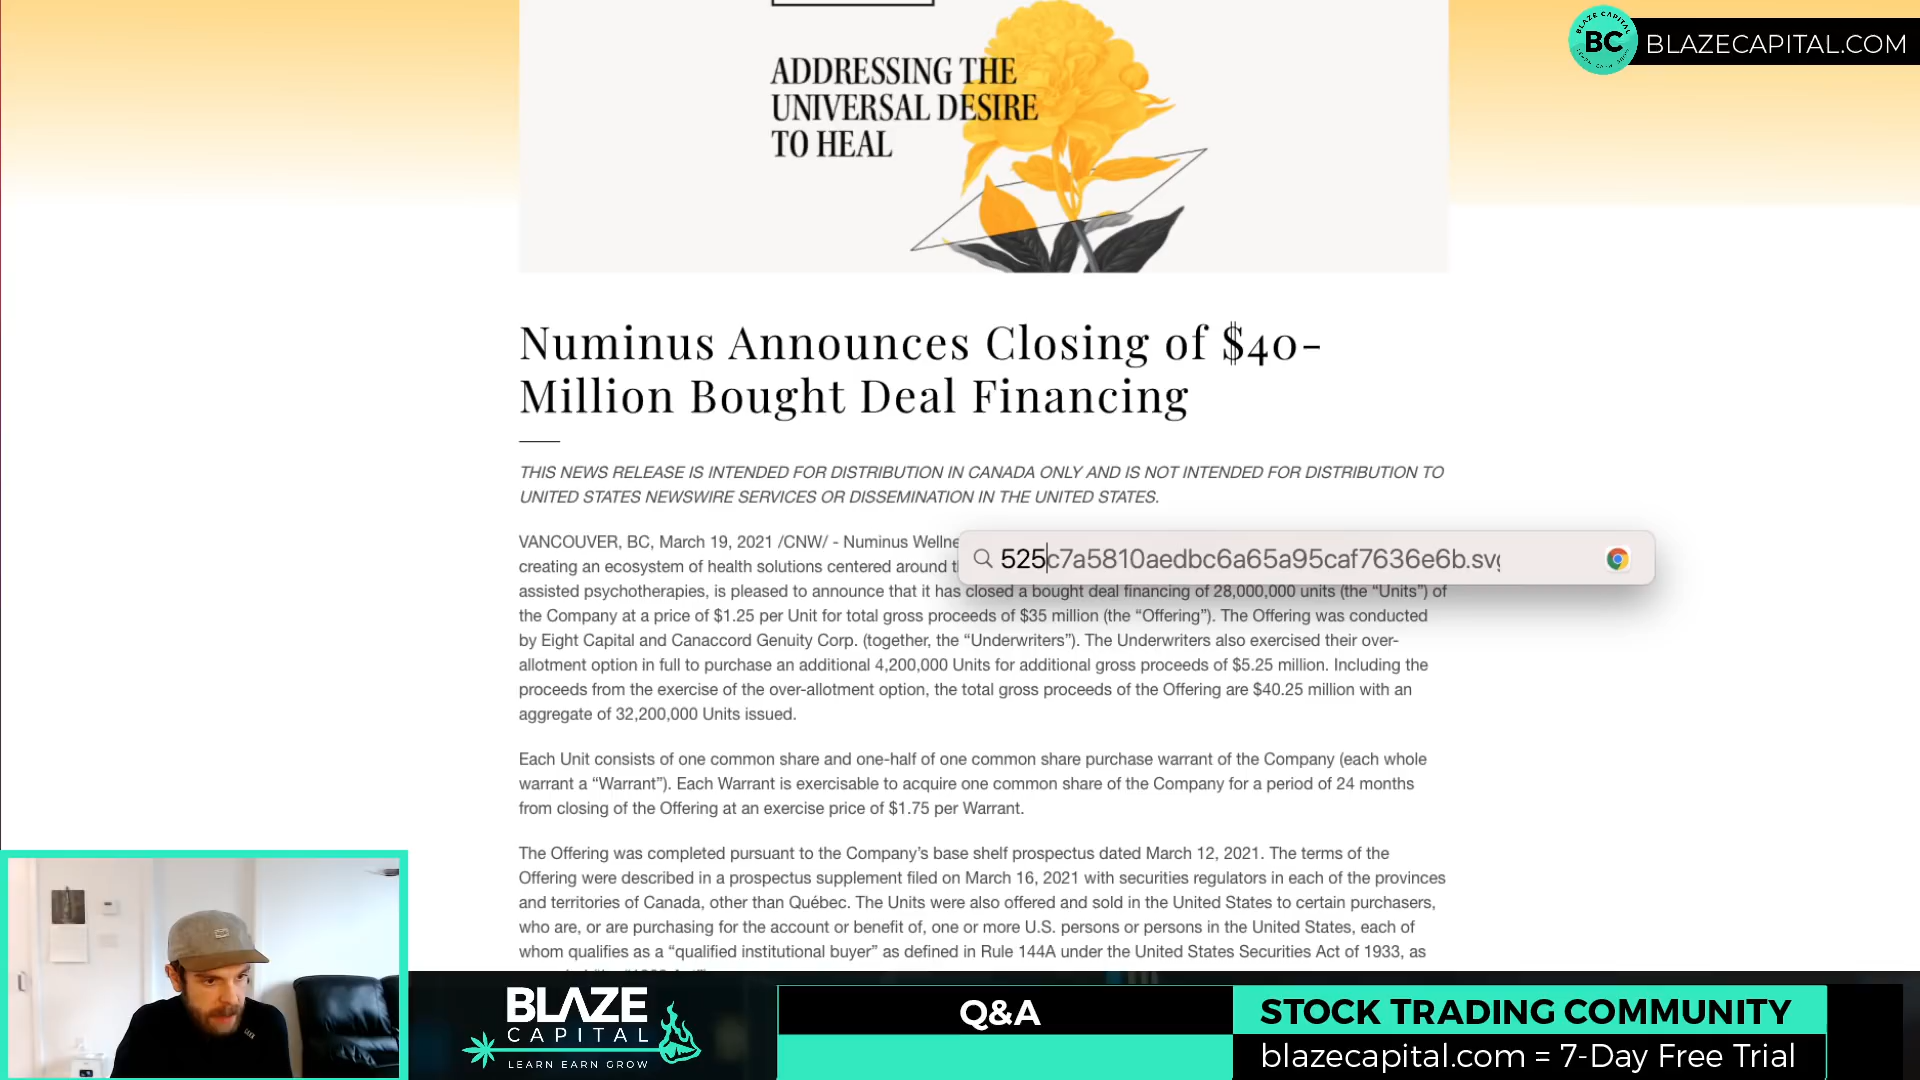 BC
BLAZECAPITAL.COM
ADDRESSING THE
UNIVERSAL DESIRE
TO HEAL
Numinus Announces Closing of $40-
Million Bought Deal Financing
THIS NEWS RELEASE IS INTENDED FOR DISTRIBUTION IN CANADA ONLY AND IS NOT INTENDED FOR DISTRIBUTION TO
UNITED STATES NEWSWIRE SERVICES OR DISSEMINATION IN THE UNITED STATES.
VANCOUVER, BC, March 19, 2021 /CNW/ - Numinus
525c7a5810aedbc6a65a95caf7636e6b.svg
creating an ecosystem of health solutions centered around
assisted psychotherapies, is pleased to announce that it has closed a bought deal financing of 28,000,000 units (the “Units”) of
the Company at a price of $1.25 per Unit for total gross proceeds of $35 million (the “Offering”). The Offering was conducted
by Eight Capital and Canaccord Genuity Corp. (together, the “Underwriters”). The Underwriters also exercised their over-
allotment option in full to purchase an additional 4,200,000 Units for additional gross proceeds of $5.25 million. Including the
proceeds from the exercise of the over-allotment option, the total gross proceeds of the Offering are $40.25 million with an
aggregate of 32,200,000 Units issued.
Each Unit consists of one common share and one-half of one common share purchase warrant of the Company (each whole
warrant a “Warrant”). Each Warrant is exercisable to acquire one common share of the Company for a period of 24 months
from closing of the Offering at an exercise price of $1.75 per Warrant.
The Offering was completed pursuant to the Company’s base shelf prospectus dated March 12, 2021. The terms of the
Offering were described in a prospectus supplement filed on March 16, 2021 with securities regulators in each of the provinces
and territories of Canada, other than Québec. The Units were also offered and sold in the United States to certain purchasers,
who are, or are purchasing for the account or benefit of, one or more U.S. persons or persons in the United States, each of
whom qualifies as a “qualified institutional buyer” as defined in Rule 144A under the United States Securities Act of 1933, as
BLAZE
CAPITAL
LEARN EARN GROW
Q&A
STOCK TRADING COMMUNITY
blazecapital.com = 7-Day Free Trial